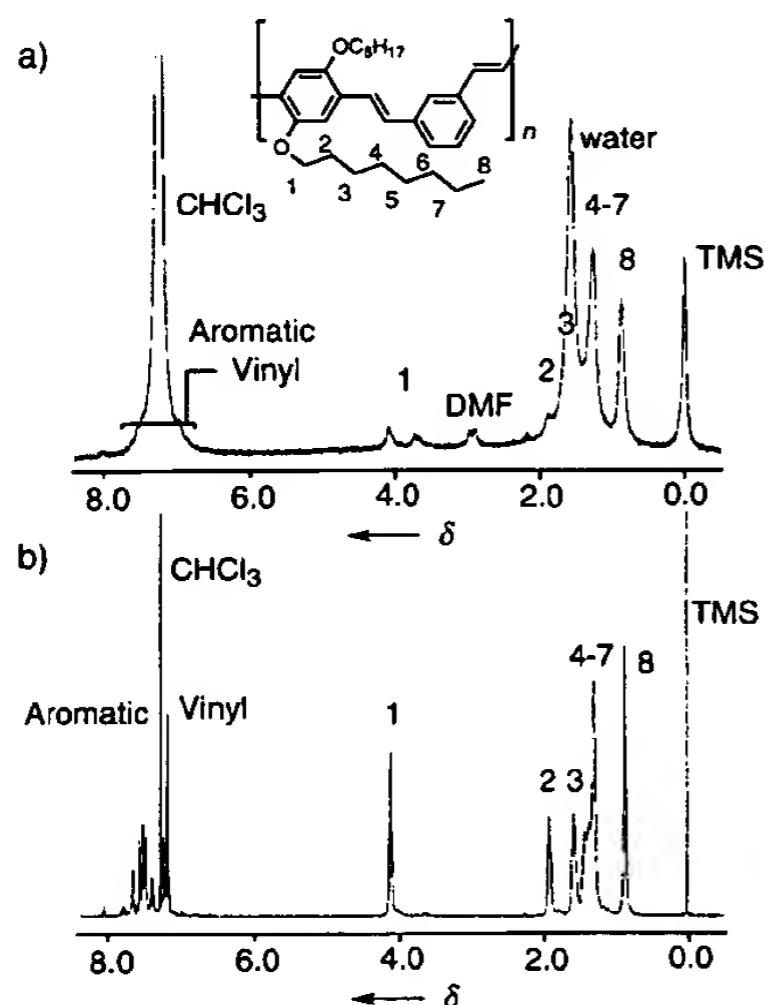 a)
OC8H17
n
O
1
2
3
4
5
6
7
8
CHCl3
water
4-7
8
TMS
Aromatic
Vinyl
1
DMF
2
3
8.0 6.0 4.0 2.0 0.0
δ
b)
CHCl3
TMS
4-7
8
Aromatic Vinyl
1
2 3
8.0 6.0 4.0 2.0 0.0
δ